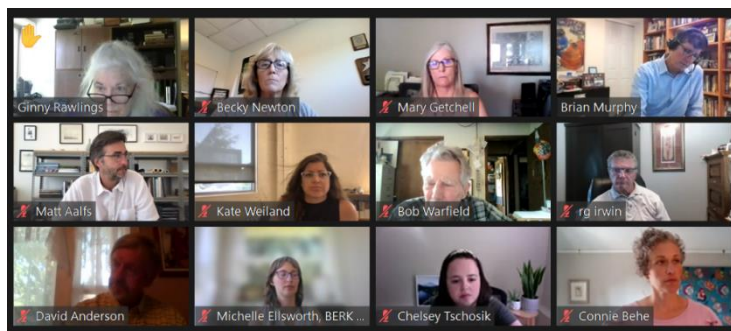 Ginny Rawlings
Becky Newton
Mary Getchell
Brian Murphy
Matt Aalfs
Kate Weiland
Bob Warfield
rg irwin
David Anderson
Michelle Ellsworth, BERK ...
Chelsey Tschosik
Connie Behe